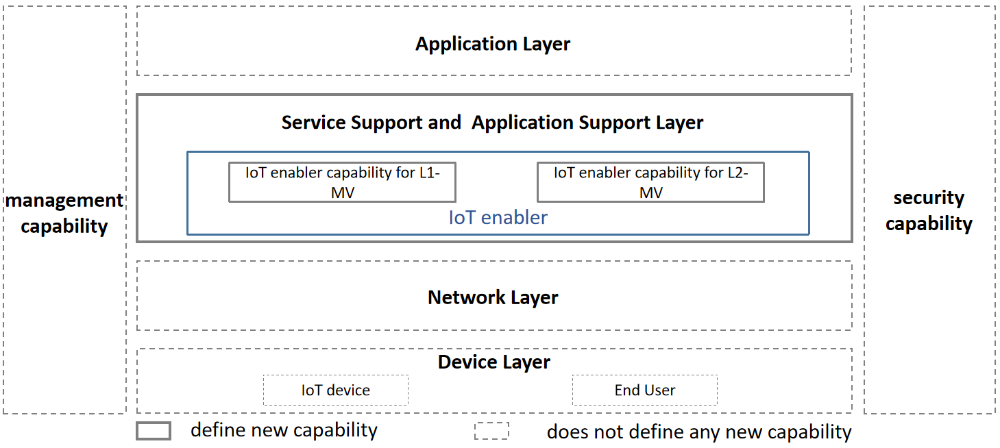 Application Layer
Service Support and  Application Support Layer
IoT enabler capability for L1-
MV
IoT enabler capability for L2-
MV
IoT enabler
management
capability
security
capability
Network Layer
Device Layer
IoT device
End User
define new capability
does not define any new capability